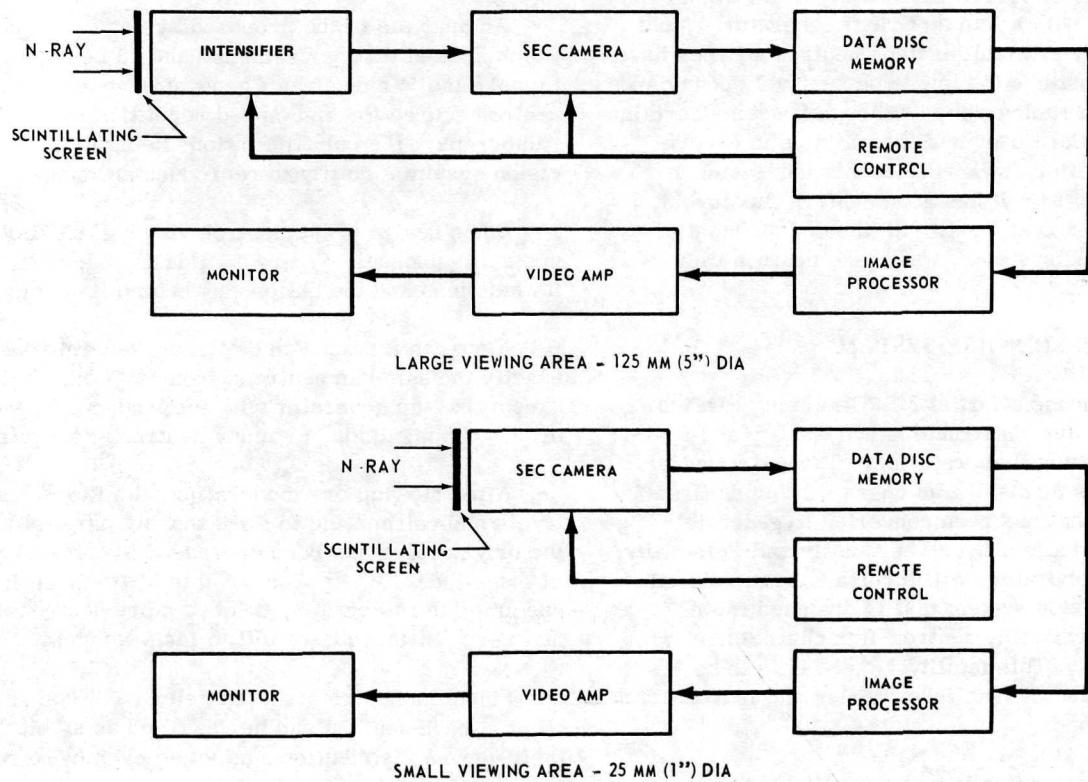 N-RAY
INTENSIFIER
SEC CAMERA
DATA DISC
MEMORY
SCINTILLATING
SCREEN
REMOTE
CONTROL
MONITOR
VIDEO AMP
IMAGE
PROCESSOR
LARGE VIEWING AREA - 125 MM (5") DIA
N-RAY
SEC CAMERA
DATA DISC
MEMORY
SCINTILLATING
SCREEN
REMOTE
CONTROL
MONITOR
VIDEO AMP
IMAGE
PROCESSOR
SMALL VIEWING AREA - 25 MM (1") DIA